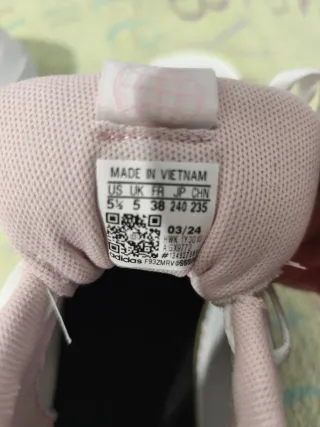 MADE IN VIETNAM
US UK FR JP CHN
5½ 5 38 240 235
03/24
adidas